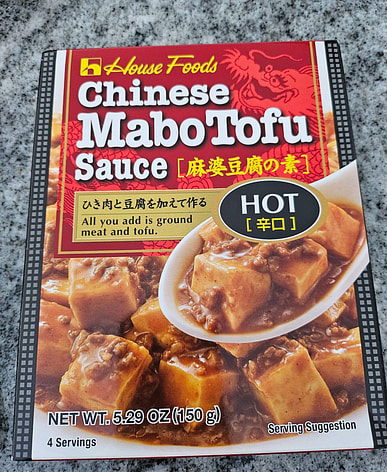 House Foods
Chinese
Mabo Tofu
Sauce [麻婆豆腐の素]
ひき肉と豆腐を加えて作る
All you add is ground
meat and tofu.
HOT
[辛口]
NET WT. 5.29 OZ (150 g)
4 Servings
Serving Suggestion